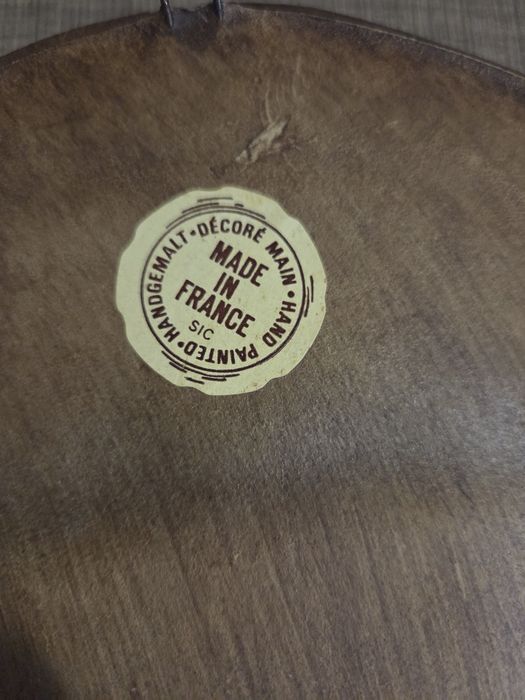 HANDGEMALT•DÉCORÉ MAIN•HAND PAINTED•
MADE
IN
FRANCE
SIC